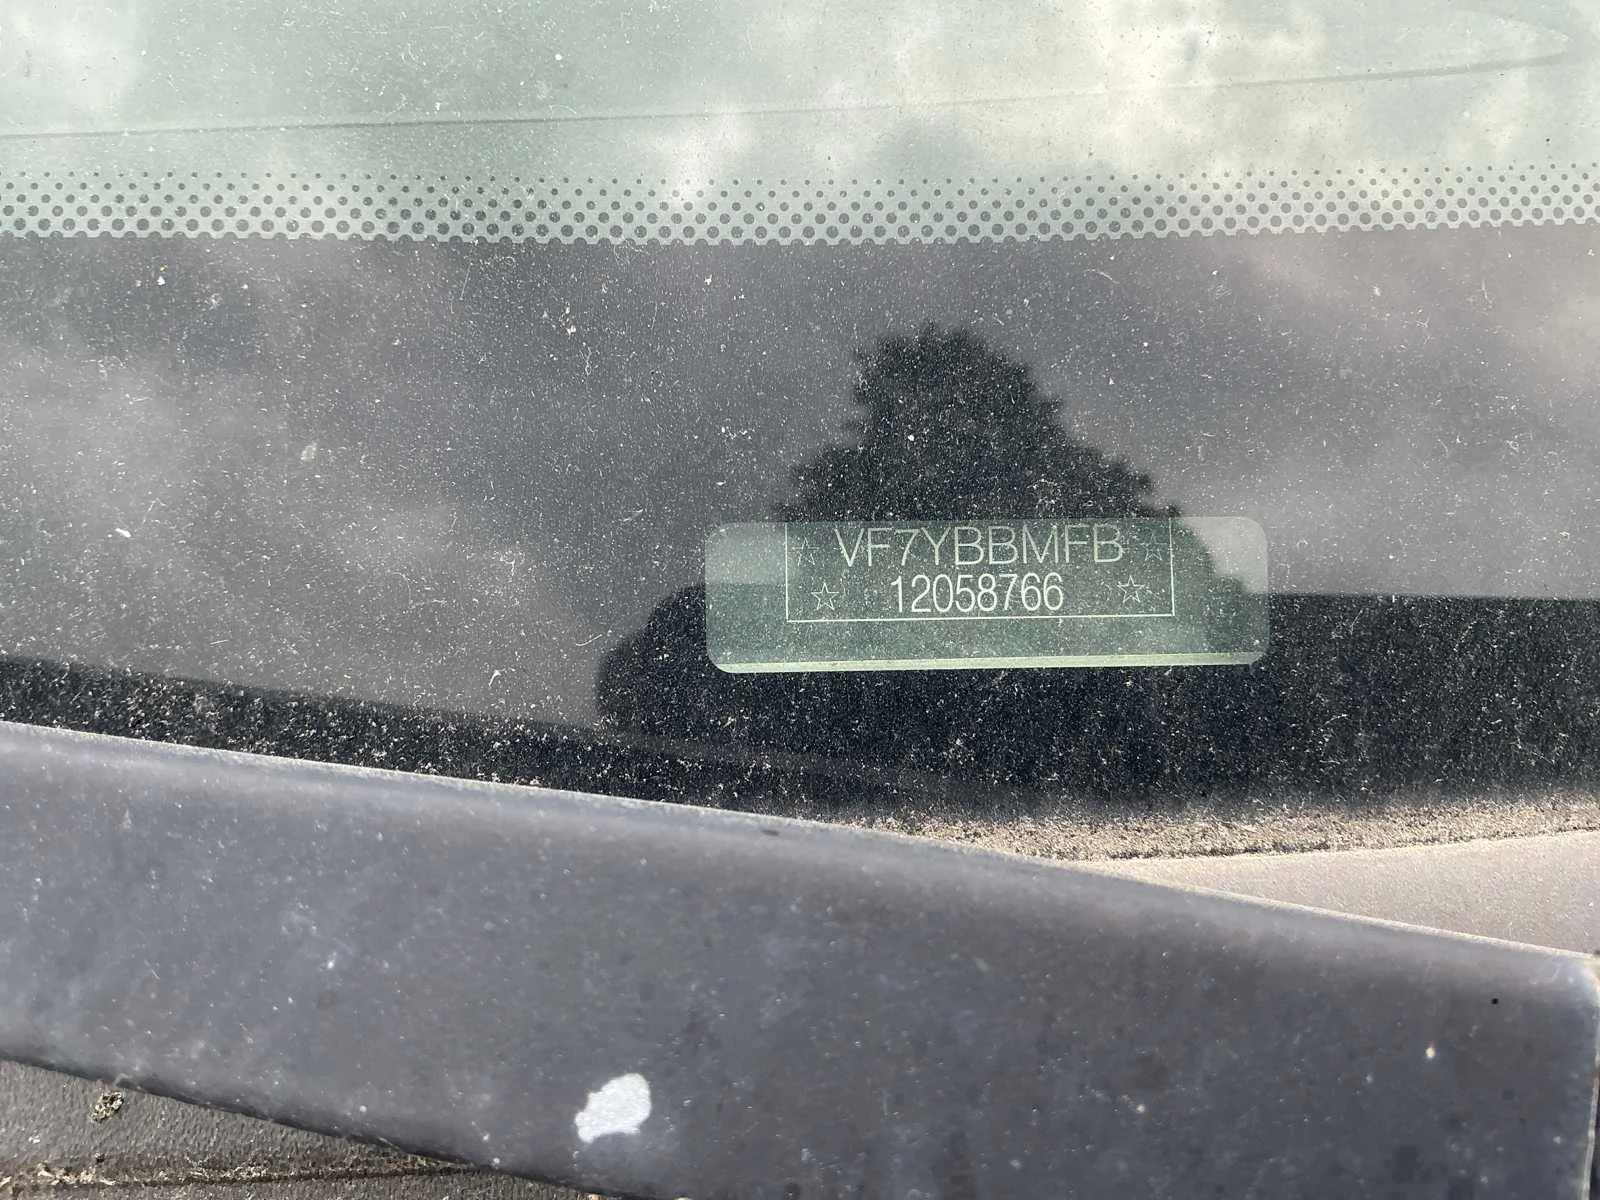 ☆ VF7YBBMFB ☆
☆ 12058766 ☆